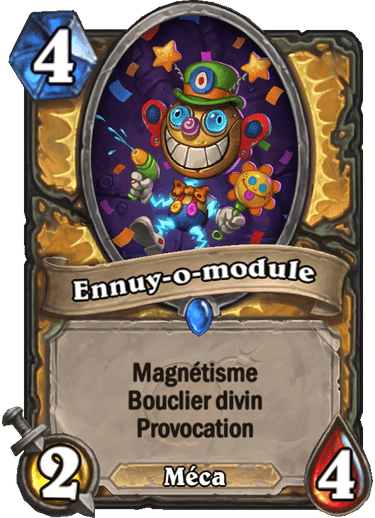 4
Ennuy-o-module
Magnétisme
Bouclier divin
Provocation
2
Méca
4